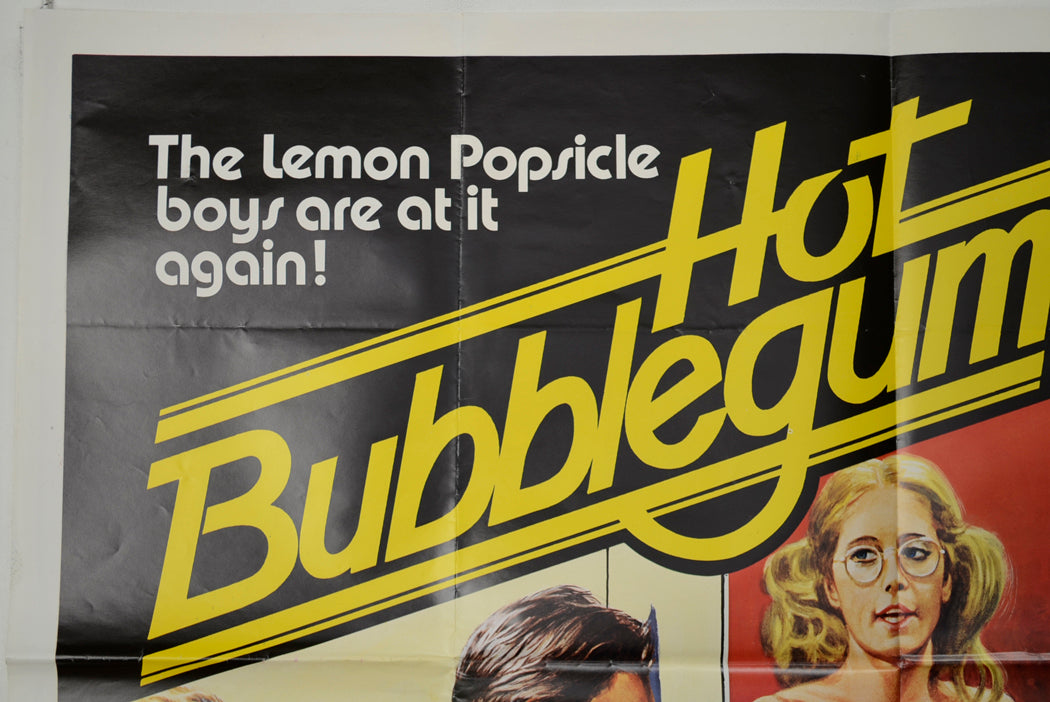 The Lemon Popsicle
boys are at it
again!
Hot
Bubblegum